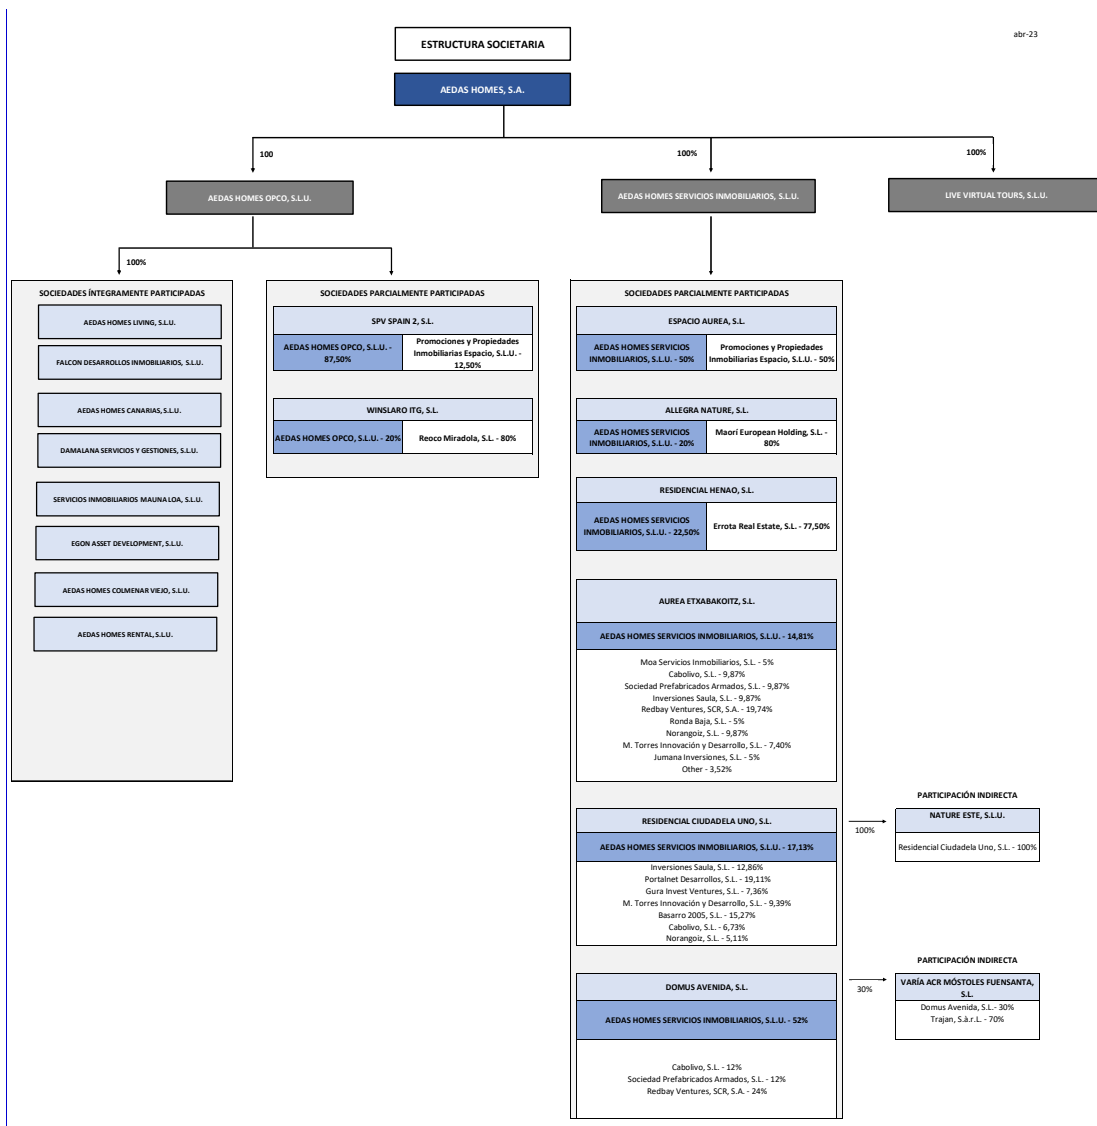 abr-23
ESTRUCTURA SOCIETARIA
AEDAS HOMES, S.A.
100
100%
100%
AEDAS HOMES OPCO, S.L.U.
AEDAS HOMES SERVICIOS INMOBILIARIOS, S.L.U.
LIVE VIRTUAL TOURS, S.L.U.
100%
SOCIEDADES ÍNTEGRAMENTE PARTICIPADAS
AEDAS HOMES LIVING, S.L.U.
FALCON DESARROLLOS INMOBILIARIOS, S.L.U.
AEDAS HOMES CANARIAS, S.L.U.
DAMALANA SERVICIOS Y GESTIONES, S.L.U.
SERVICIOS INMOBILIARIOS MAUNA LOA, S.L.U.
EGON ASSET DEVELOPMENT, S.L.U.
AEDAS HOMES COLMENAR VIEJO, S.L.U.
AEDAS HOMES RENTAL, S.L.U.
SOCIEDADES PARCIALMENTE PARTICIPADAS
SPV SPAIN 2, S.L.
AEDAS HOMES OPCO, S.L.U. -
87,50%
Promociones y Propiedades
Inmobiliarias Espacio, S.L.U. -
12,50%
WINSLARO ITG, S.L.
AEDAS HOMES OPCO, S.L.U. - 20%
Reoco Miradola, S.L. - 80%
SOCIEDADES PARCIALMENTE PARTICIPADAS
ESPACIO AUREA, S.L.
AEDAS HOMES SERVICIOS
INMOBILIARIOS, S.L.U. - 50%
Promociones y Propiedades
Inmobiliarias Espacio, S.L.U. - 50%
ALLEGRA NATURE, S.L.
AEDAS HOMES SERVICIOS
INMOBILIARIOS, S.L.U. - 20%
Maorí European Holding, S.L. -
80%
RESIDENCIAL HENAO, S.L.
AEDAS HOMES SERVICIOS
INMOBILIARIOS, S.L.U. - 22,50%
Errota Real Estate, S.L. - 77,50%
AUREA ETXABAKOITZ, S.L.
AEDAS HOMES SERVICIOS INMOBILIARIOS, S.L.U. - 14,81%
Moa Servicios Inmobiliarios, S.L. - 5%
Cabolivo, S.L. - 9,87%
Sociedad Prefabricados Armados, S.L. - 9,87%
Inversiones Saula, S.L. - 9,87%
Redbay Ventures, SCR, S.A. - 19,74%
Ronda Baja, S.L. - 5%
Norangoiz, S.L. - 9,87%
M. Torres Innovación y Desarrollo, S.L. - 7,40%
Jumana Inversiones, S.L. - 5%
Other - 3,52%
RESIDENCIAL CIUDADELA UNO, S.L.
AEDAS HOMES SERVICIOS INMOBILIARIOS, S.L.U. - 17,13%
Inversiones Saula, S.L. - 12,86%
Portalnet Desarrollos, S.L. - 19,11%
Gura Invest Ventures, S.L. - 7,36%
M. Torres Innovación y Desarrollo, S.L. - 9,39%
Basarro 2005, S.L. - 15,27%
Cabolivo, S.L. - 6,73%
Norangoiz, S.L. - 5,11%
100%
PARTICIPACIÓN INDIRECTA
NATURE ESTE, S.L.U.
Residencial Ciudadela Uno, S.L. - 100%
DOMUS AVENIDA, S.L.
AEDAS HOMES SERVICIOS INMOBILIARIOS, S.L.U. - 52%
Cabolivo, S.L. - 12%
Sociedad Prefabricados Armados, S.L. - 12%
Redbay Ventures, SCR, S.A. - 24%
30%
PARTICIPACIÓN INDIRECTA
VARÍA ACR MÓSTOLES FUENSANTA,
S.L.
Domus Avenida, S.L.- 30%
Trajan, S.à.r.L. - 70%